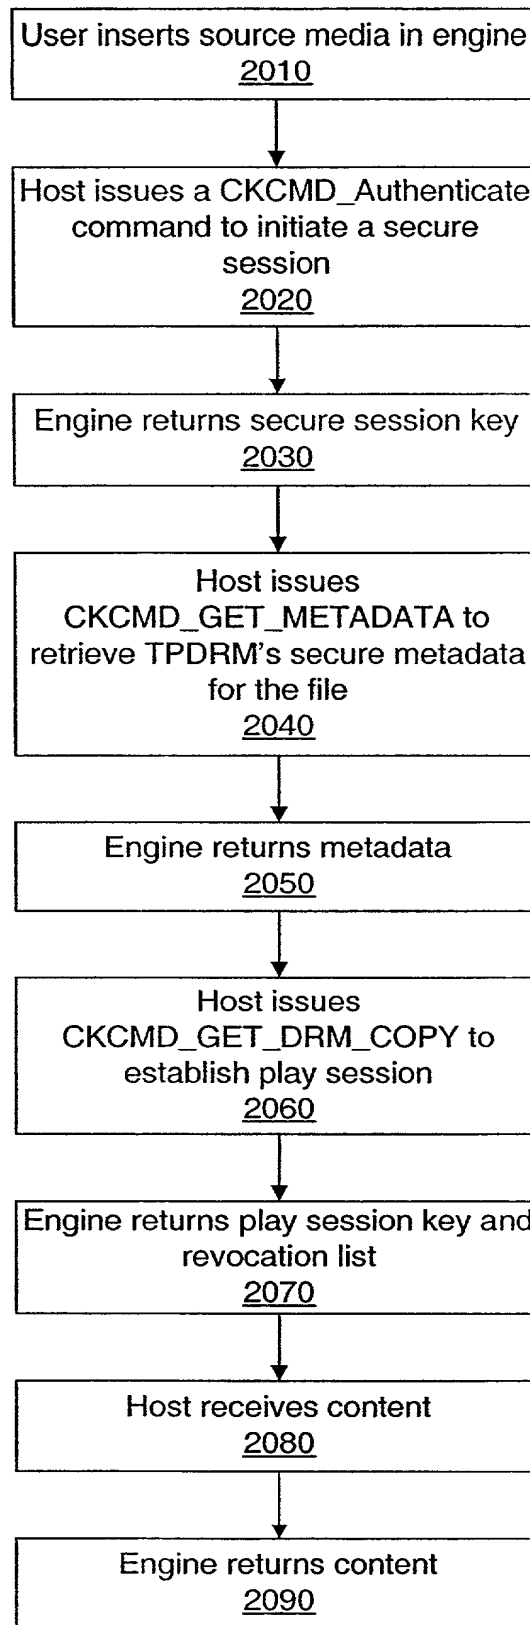 User inserts source media in engine
2010
Host issues a CKCMD_Authenticate
command to initiate a secure
session
2020
Engine returns secure session key
2030
Host issues
CKCMD_GET_METADATA to
retrieve TPDRM's secure metadata
for the file
2040
Engine returns metadata
2050
Host issues
CKCMD_GET_DRM_COPY to
establish play session
2060
Engine returns play session key and
revocation list
2070
Host receives content
2080
Engine returns content
2090